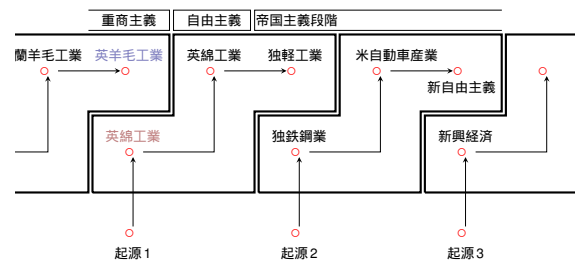 重商主義 自由主義 帝国主義段階
蘭羊毛工業 英羊毛工業 英綿工業 独軽工業 米自動車産業
新自由主義
英綿工業 独鉄鋼業 新興経済
起源1 起源2 起源3